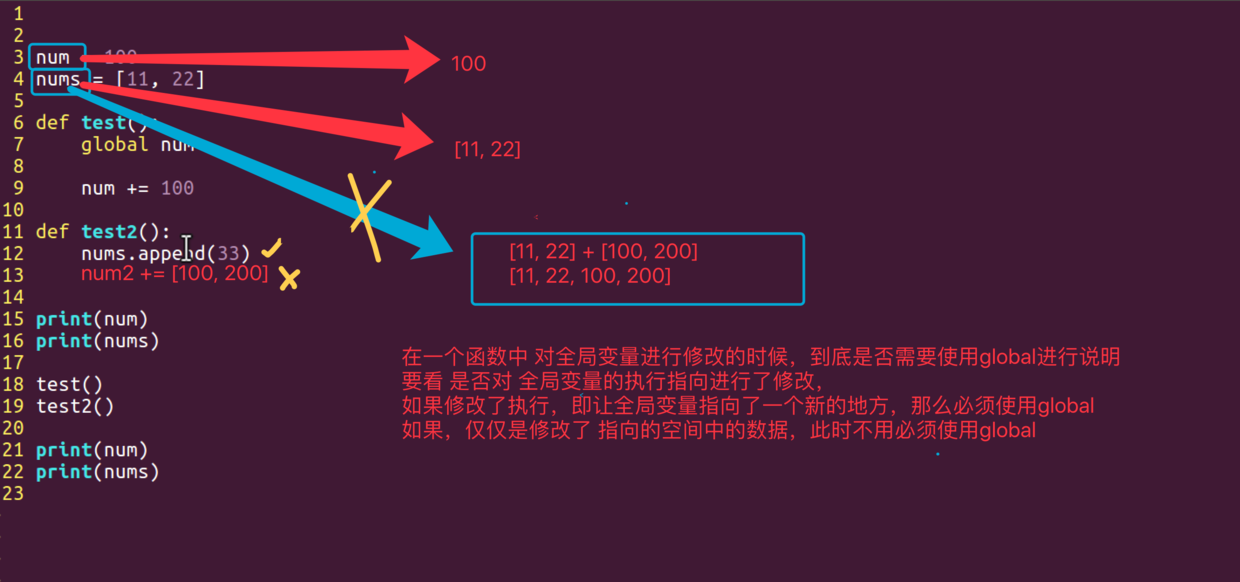 1
2
3 num = 100
4 nums = [11, 22]
5
6 def test():
7 global num
8
9 num += 100
10
11 def test2():
12 nums.append(33)
13 num2 += [100, 200]
14
15 print(num)
16 print(nums)
17
18 test()
19 test2()
20
21 print(num)
22 print(nums)
23
100
[11, 22]
[11, 22] + [100, 200]
[11, 22, 100, 200]
在一个函数中 对全局变量进行修改的时候，到底是否需要使用global进行说明
要看 是否对 全局变量的执行指向进行了修改，
如果修改了执行，即让全局变量指向了一个新的地方，那么必须使用global
如果，仅仅是修改了 指向的空间中的数据，此时不用必须使用global